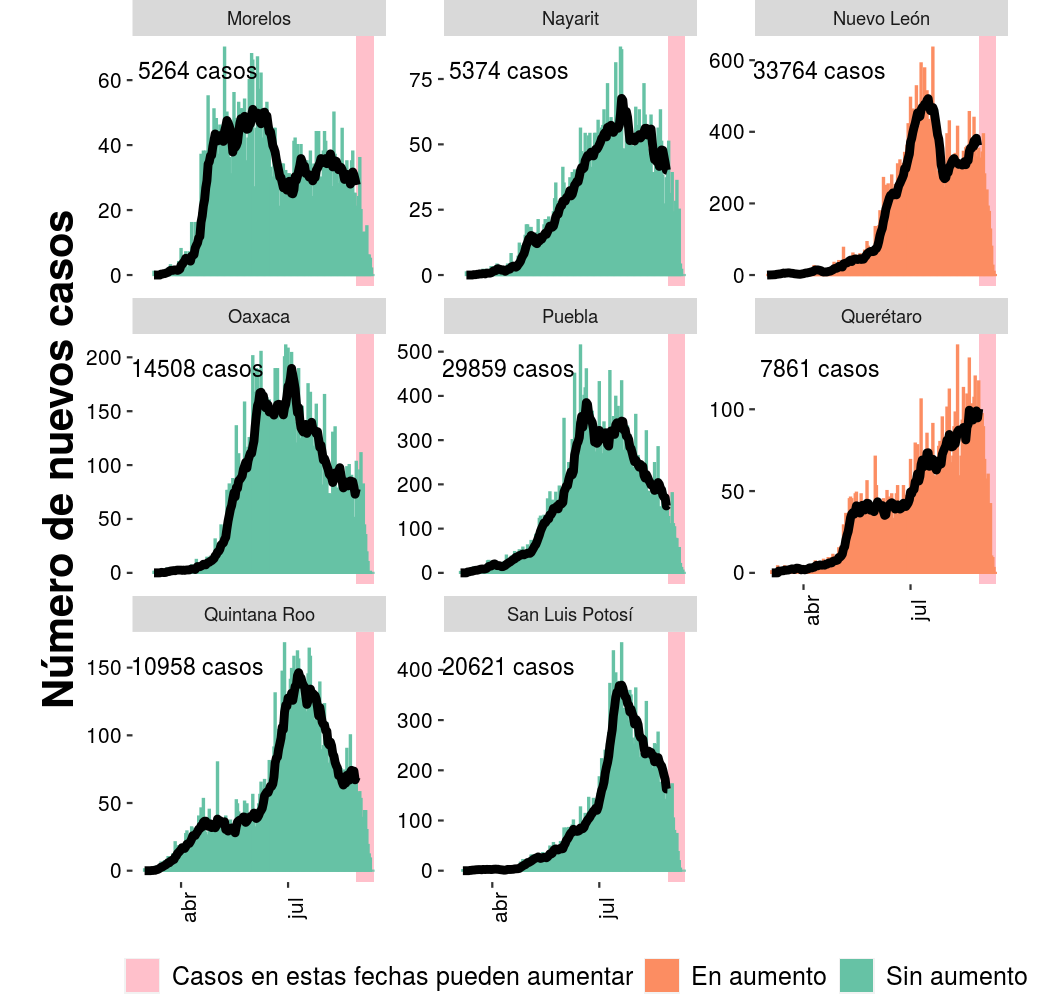 Número de nuevos casos
Morelos
5264 casos
60
40
20
0
Nayarit
5374 casos
75
50
25
0
Nuevo León
33764 casos
600
400
200
0
Oaxaca
14508 casos
200
150
100
50
0
Puebla
29859 casos
500
400
300
200
100
0
Querétaro
7861 casos
100
50
0
abr
jul
Quintana Roo
10958 casos
150
100
50
0
abr
jul
San Luis Potosí
20621 casos
400
300
200
100
0
abr
jul
Casos en estas fechas pueden aumentar
En aumento
Sin aumento